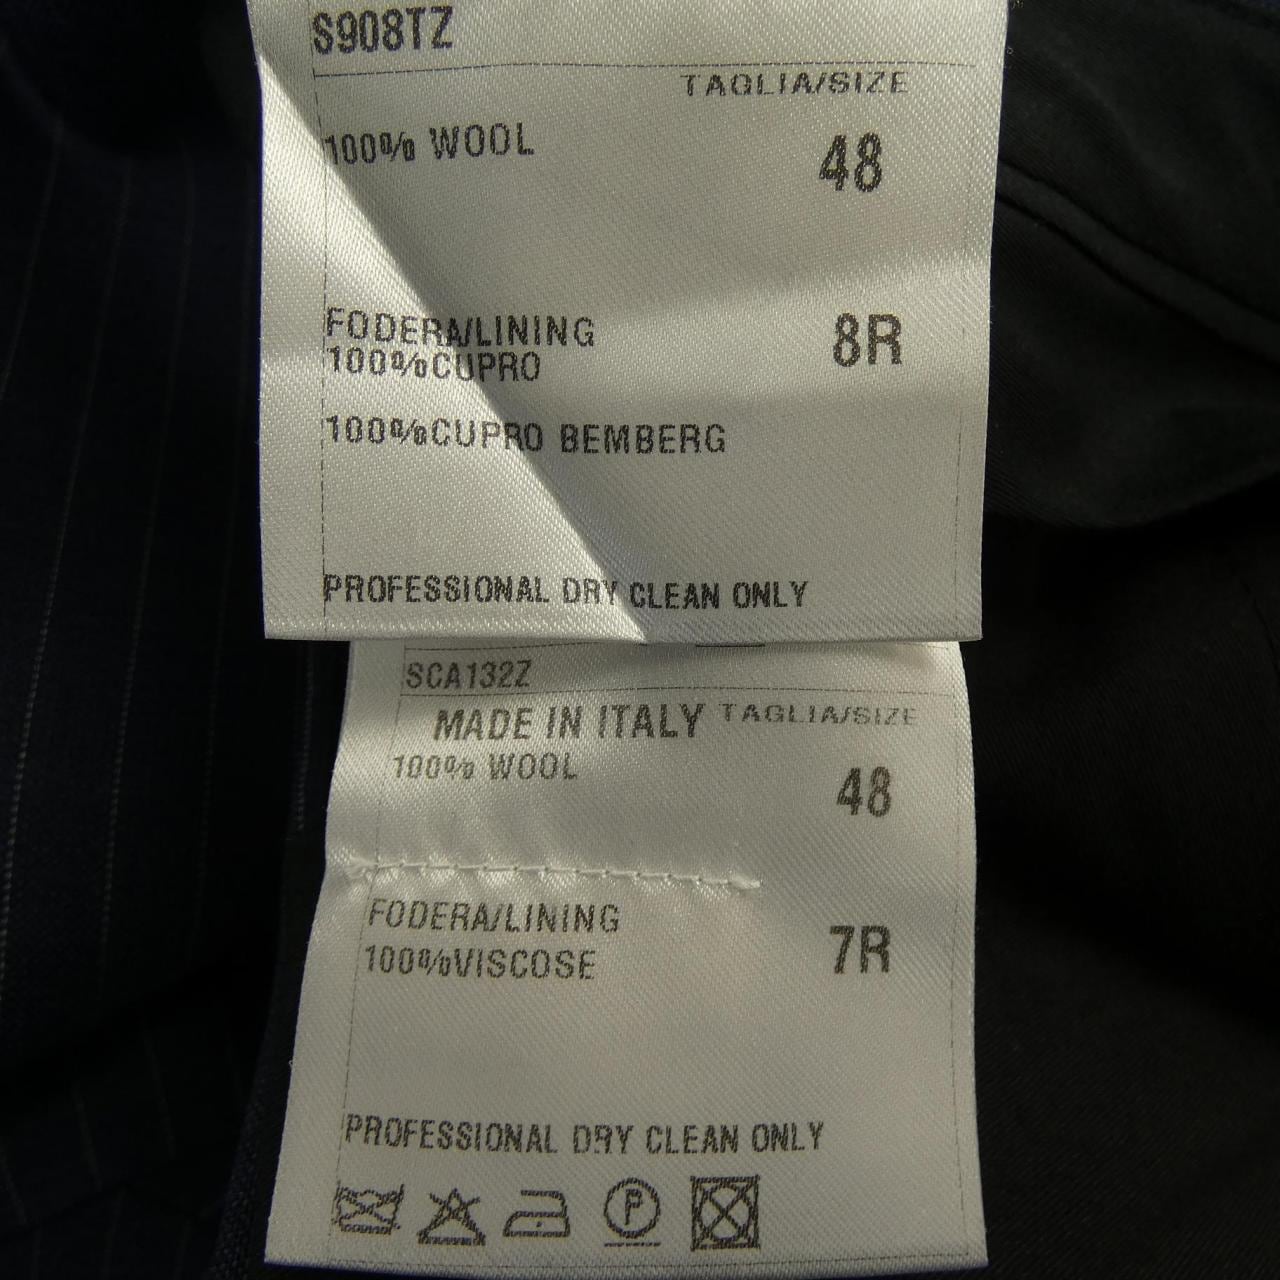 S908TZ
TAGLIA/SIZE
100% WOOL
48
FODERA/LINING
100%CUPRO
8R
100%CUPRO BEMBERG
PROFESSIONAL DRY CLEAN ONLY
SCA132Z
MADE IN ITALY TAGLIA/SIZE
100% WOOL
48
FODERA/LINING
100%VISCOSE
7R
PROFESSIONAL DRY CLEAN ONLY
P